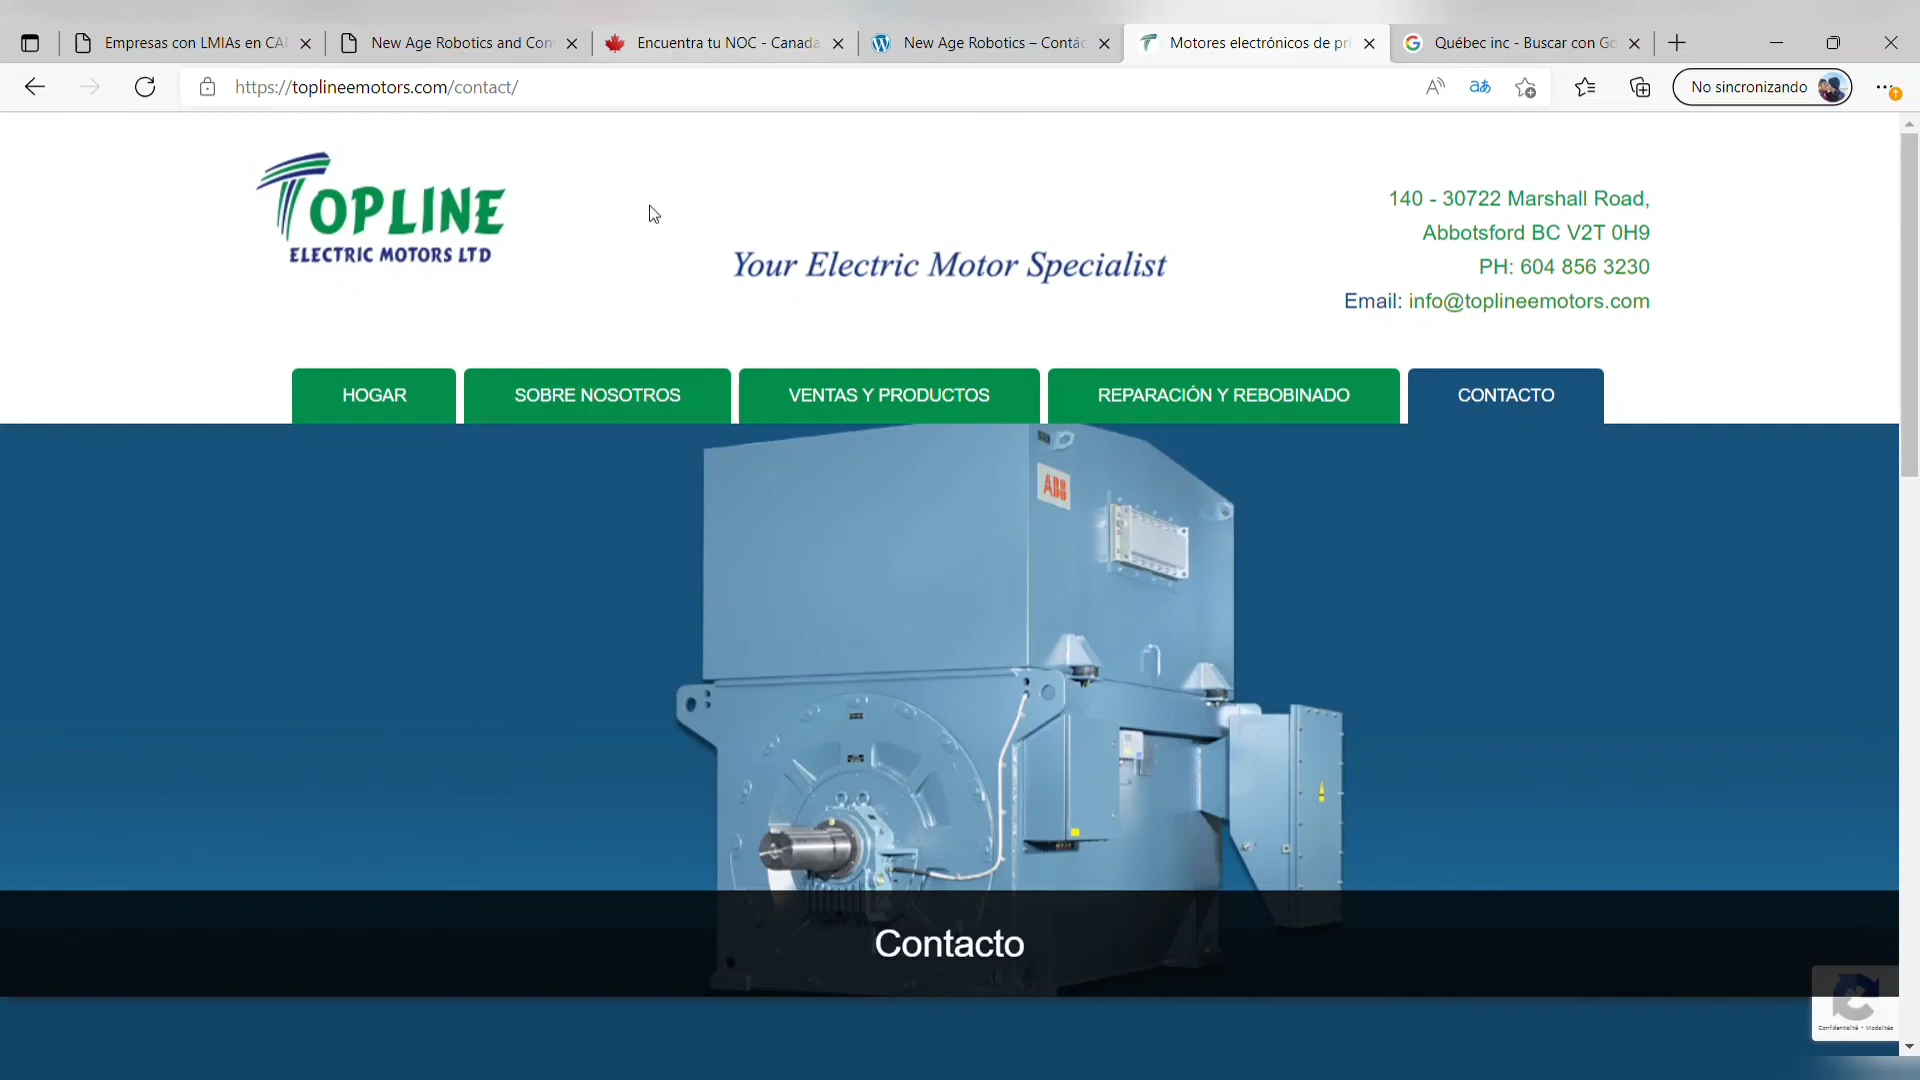 Empresas con LMIAs en CA
New Age Robotics and Con
Encuentra tu NOC - Canada
New Age Robotics – Contác
Motores electrónicos de pri
Québec inc - Buscar con Go
https://toplineemotors.com/contact/
No sincronizando
TOPLINE
ELECTRIC MOTORS LTD
Your Electric Motor Specialist
140 - 30722 Marshall Road,
Abbotsford BC V2T 0H9
PH: 604 856 3230
Email: info@toplineemotors.com
HOGAR
SOBRE NOSOTROS
VENTAS Y PRODUCTOS
REPARACIÓN Y REBOBINADO
CONTACTO
ABB
Contacto
Confidentialité - Modalités